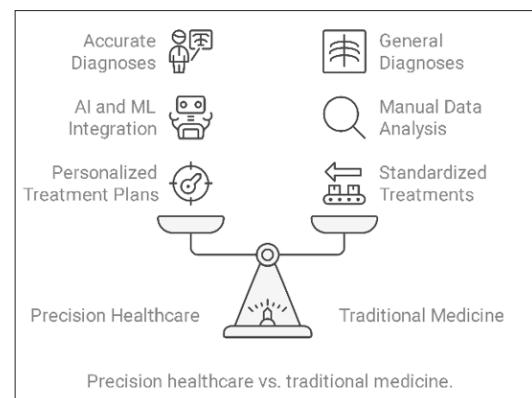 Accurate
Diagnoses
General
Diagnoses
AI and ML
Integration
Manual Data
Analysis
Personalized
Treatment Plans
Standardized
Treatments
Precision Healthcare
Traditional Medicine
Precision healthcare vs. traditional medicine.